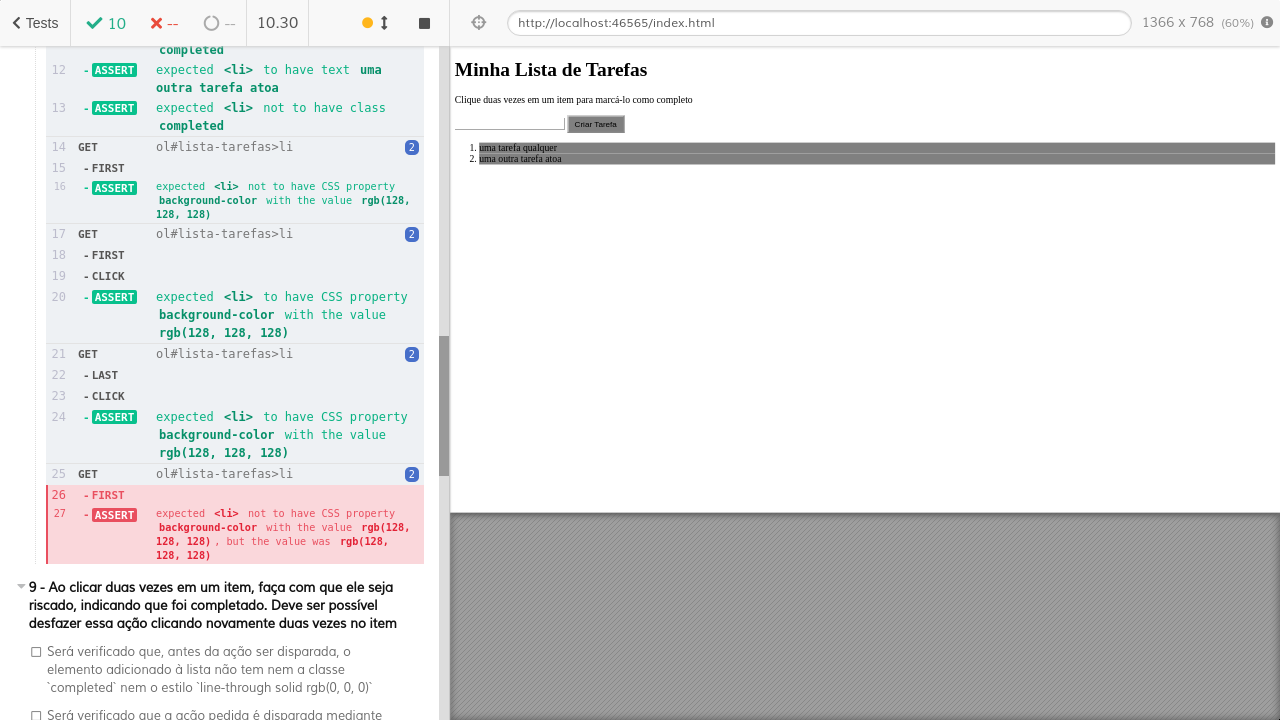 Tests 10 -- -- 10.30 http://localhost:46565/index.html 1366 x 768 (60%)
completed
12 - ASSERT expected <li> to have text uma
outra tarefa atoa
13 - ASSERT expected <li> not to have class
completed
14 GET ol#lista-tarefas>li 2
15 - FIRST
16 - ASSERT expected <li> not to have CSS property
background-color with the value rgb(128,
128, 128)
17 GET ol#lista-tarefas>li 2
18 - FIRST
19 - CLICK
20 - ASSERT expected <li> to have CSS property
background-color with the value
rgb(128, 128, 128)
21 GET ol#lista-tarefas>li 2
22 - LAST
23 - CLICK
24 - ASSERT expected <li> to have CSS property
background-color with the value
rgb(128, 128, 128)
25 GET ol#lista-tarefas>li 2
26 - FIRST
27 - ASSERT expected <li> not to have CSS property
background-color with the value rgb(128,
128, 128) , but the value was rgb(128,
128, 128)
9 - Ao clicar duas vezes em um item, faça com que ele seja
riscado, indicando que foi completado. Deve ser possível
desfazer essa ação clicando novamente duas vezes no item
Será verificado que, antes da ação ser disparada, o
elemento adicionado à lista não tem nem a classe
`completed` nem o estilo `line-through solid rgb(0, 0, 0)`
Será verificado que a ação pedida é disparada mediante
Minha Lista de Tarefas
Clique duas vezes em um item para marcá-lo como completo
Criar Tarefa
1. uma tarefa qualquer
2. uma outra tarefa atoa